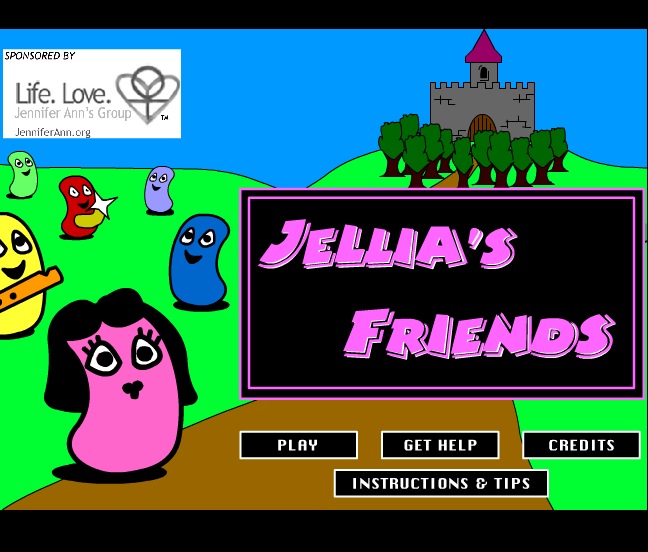 SPONSORED BY
Life. Love.
Jennifer Ann's Group
TM
JenniferAnn.org
JELLIA'S
FRIENDS
PLAY
GET HELP
CREDITS
INSTRUCTIONS & TIPS